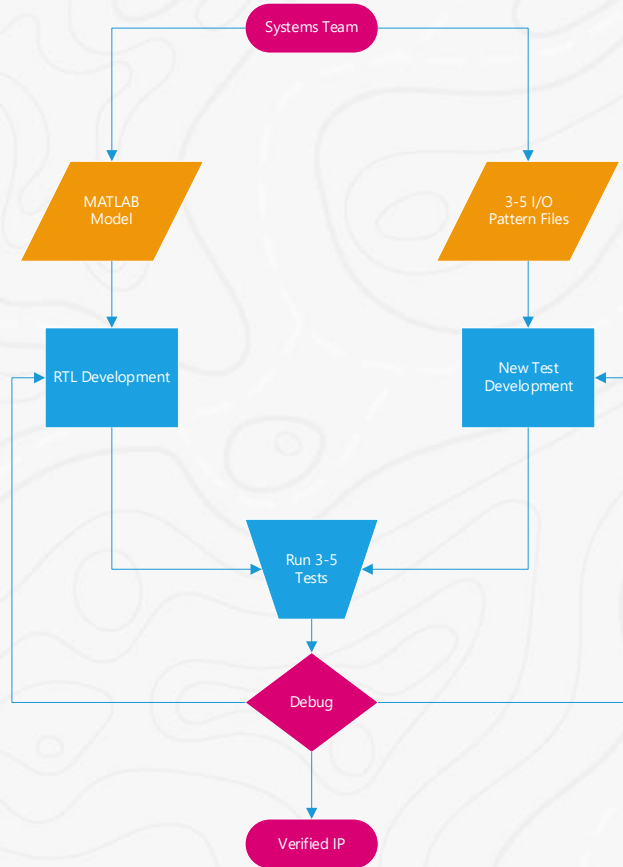 Systems Team
MATLAB
Model
3-5 I/O
Pattern Files
RTL Development
New Test
Development
Run 3-5
Tests
Debug
Verified IP